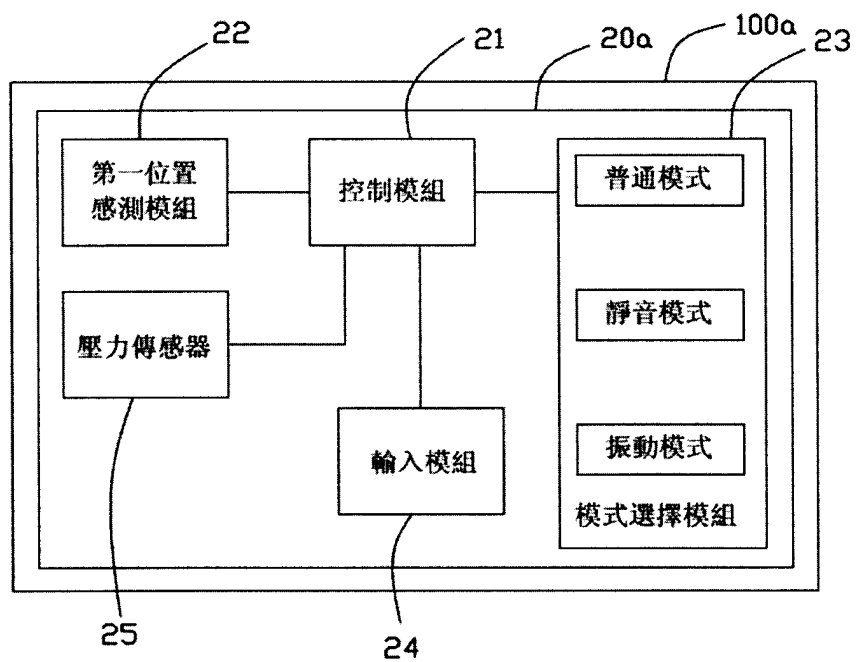 22
21
20a
100a
23
第一位置
感測模組
控制模組
普通模式
靜音模式
壓力傳感器
輸入模組
振動模式
模式選擇模組
25
24